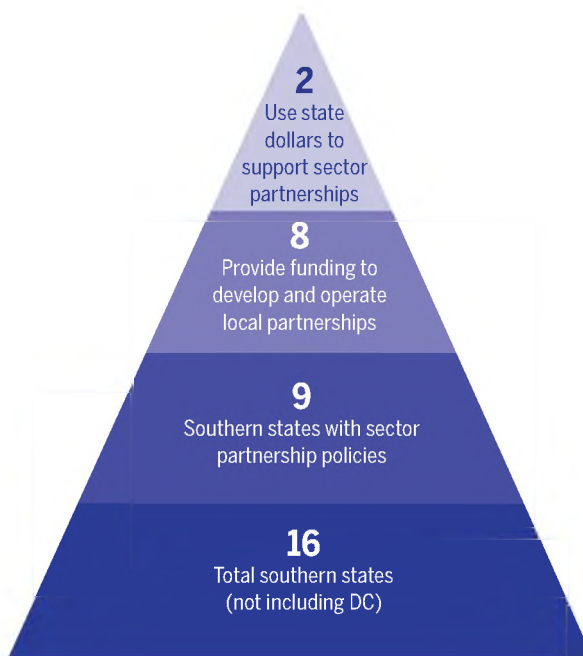 2
Use state
dollars to
support sector
partnerships
8
Provide funding to
develop and operate
local partnerships
9
Southern states with sector
partnership policies
16
Total southern states
(not including DC)